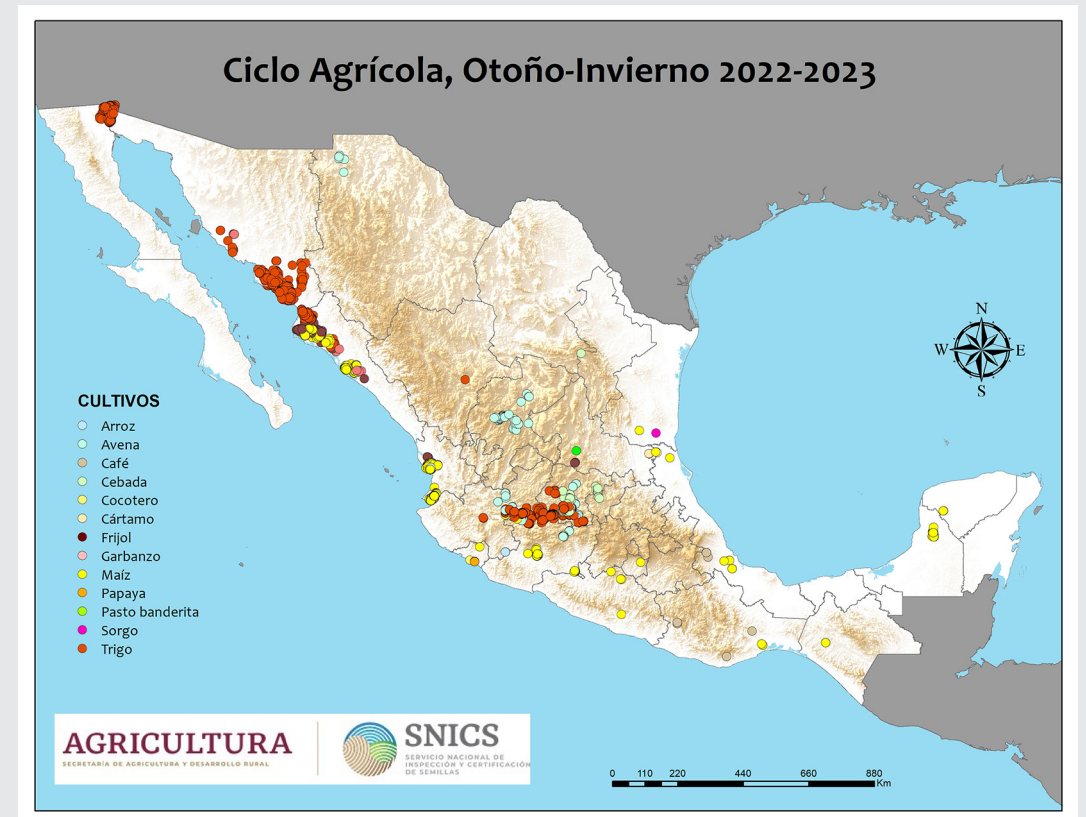 Ciclo Agrícola, Otoño-Invierno 2022-2023
N
W
E
S
CULTIVOS
Arroz
Avena
Café
Cebada
Cocotero
Cártamo
Frijol
Garbanzo
Maíz
Papaya
Pasto banderita
Sorgo
Trigo
AGRICULTURA
SECRETARÍA DE AGRICULTURA Y DESARROLLO RURAL
SNICS
SERVICIO NACIONAL DE
INSPECCIÓN Y CERTIFICACIÓN
DE SEMILLAS
0 110 220 440 660 880
Km